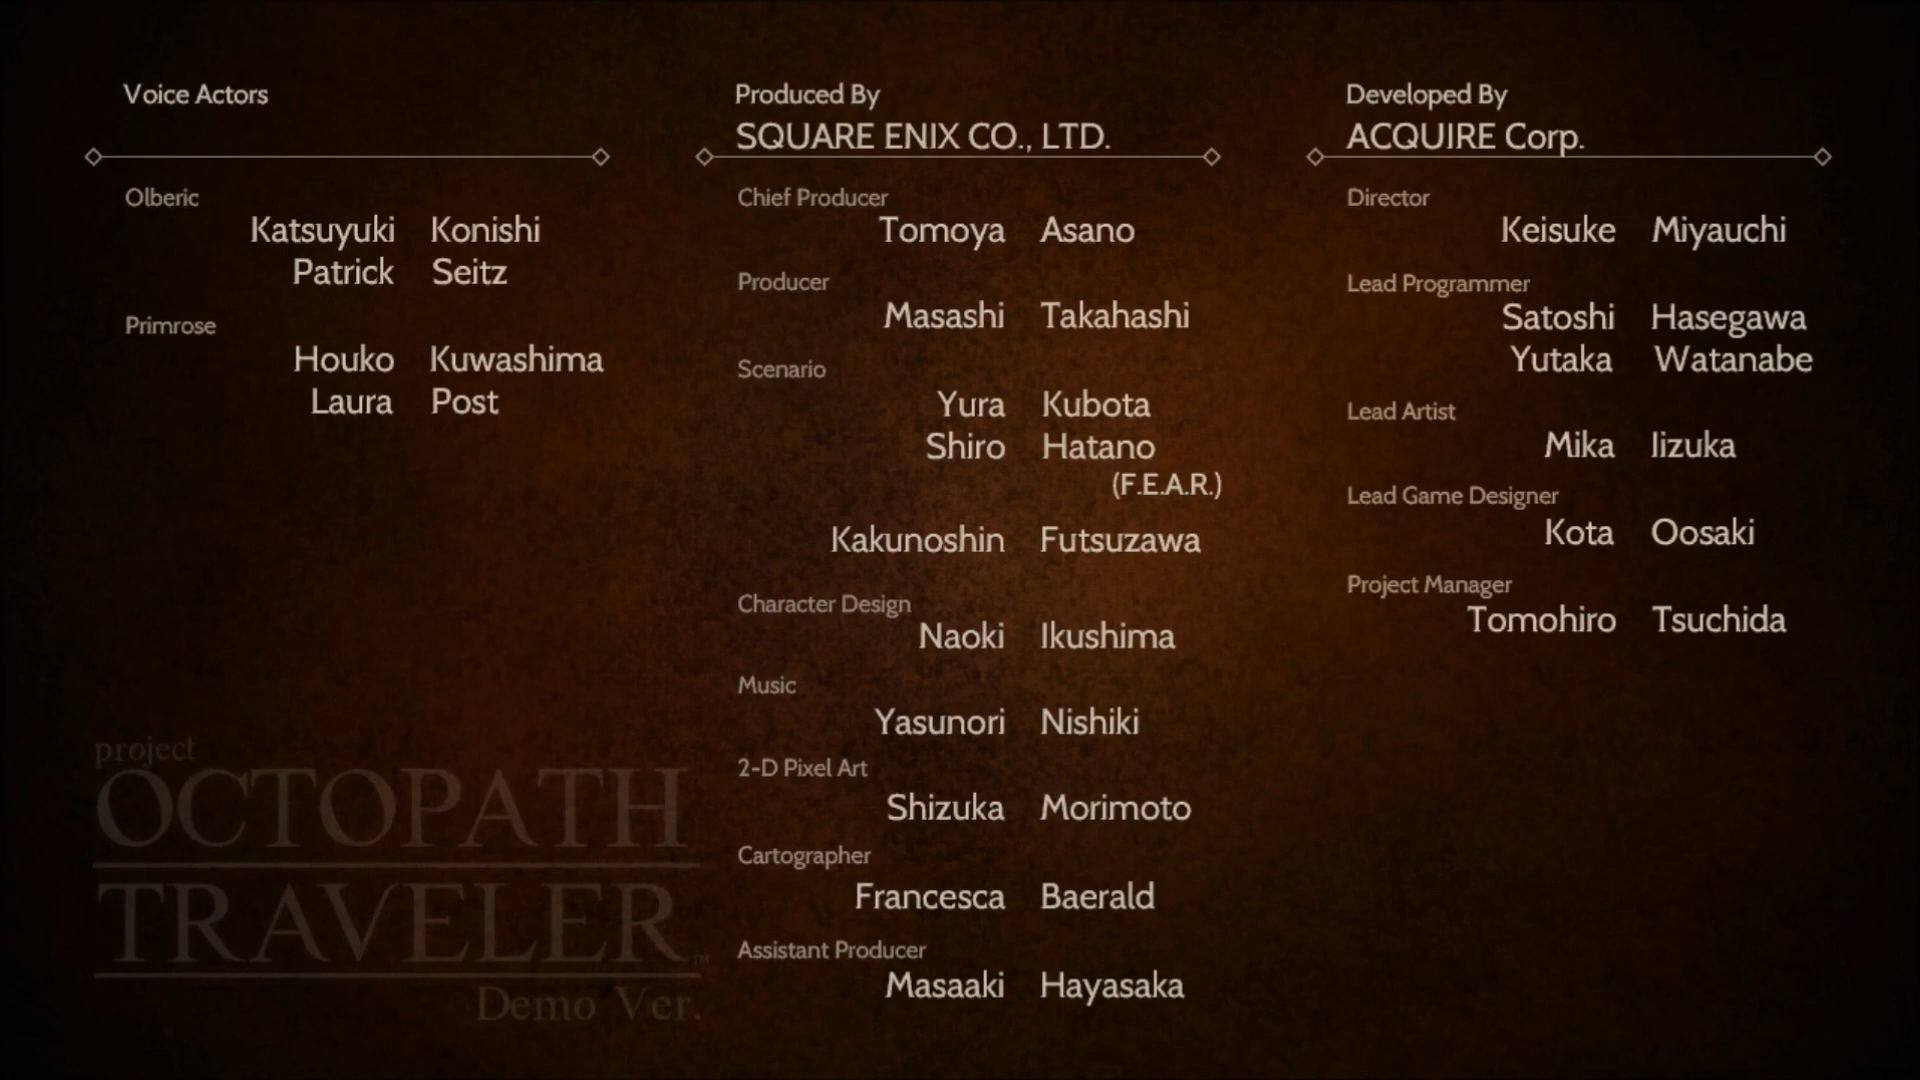 Voice Actors
Olberic
Katsuyuki Konishi
Patrick Seitz
Primrose
Houko Kuwashima
Laura Post
project
OCTOPATH
TRAVELER™
Demo Ver.
Produced By
SQUARE ENIX CO., LTD.
Chief Producer
Tomoya Asano
Producer
Masashi Takahashi
Scenario
Yura Kubota
Shiro Hatano
(F.E.A.R.)
Kakunoshin Futsuzawa
Character Design
Naoki Ikushima
Music
Yasunori Nishiki
2-D Pixel Art
Shizuka Morimoto
Cartographer
Francesca Baerald
Assistant Producer
Masaaki Hayasaka
Developed By
ACQUIRE Corp.
Director
Keisuke Miyauchi
Lead Programmer
Satoshi Hasegawa
Yutaka Watanabe
Lead Artist
Mika Iizuka
Lead Game Designer
Kota Oosaki
Project Manager
Tomohiro Tsuchida